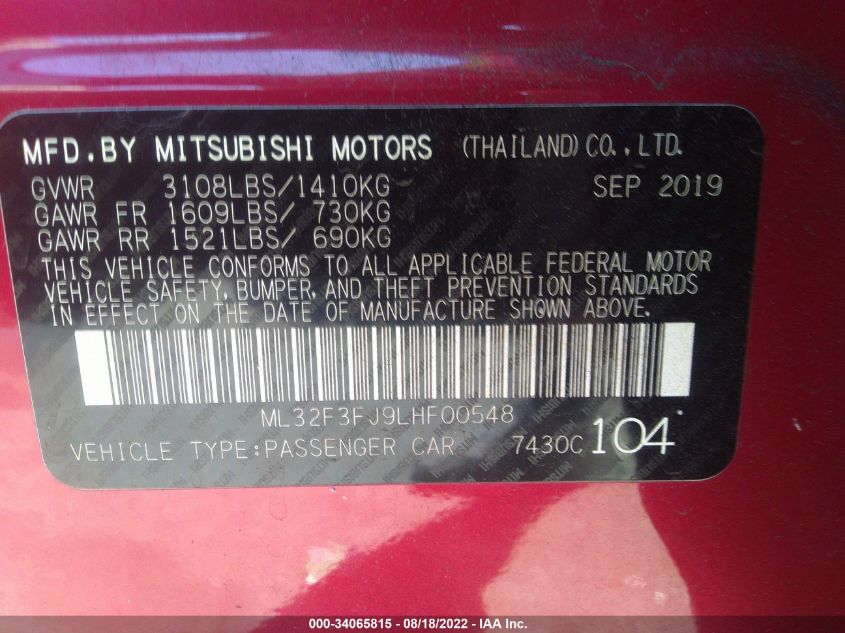 MFD.BY MITSUBISHI MOTORS (THAILAND) CO.,LTD.
GVWR 3108LBS/1410KG SEP 2019
GAWR FR 1609LBS/ 730KG
GAWR RR 1521LBS/ 690KG
THIS VEHICLE CONFORMS TO ALL APPLICABLE FEDERAL MOTOR
VEHICLE SAFETY, BUMPER, AND THEFT PREVENTION STANDARDS
IN EFFECT ON THE DATE OF MANUFACTURE SHOWN ABOVE.
ML32F3FJ9LHF00548
VEHICLE TYPE:PASSENGER CAR 7430C 104
000-34065815 - 08/18/2022 - IAA Inc.